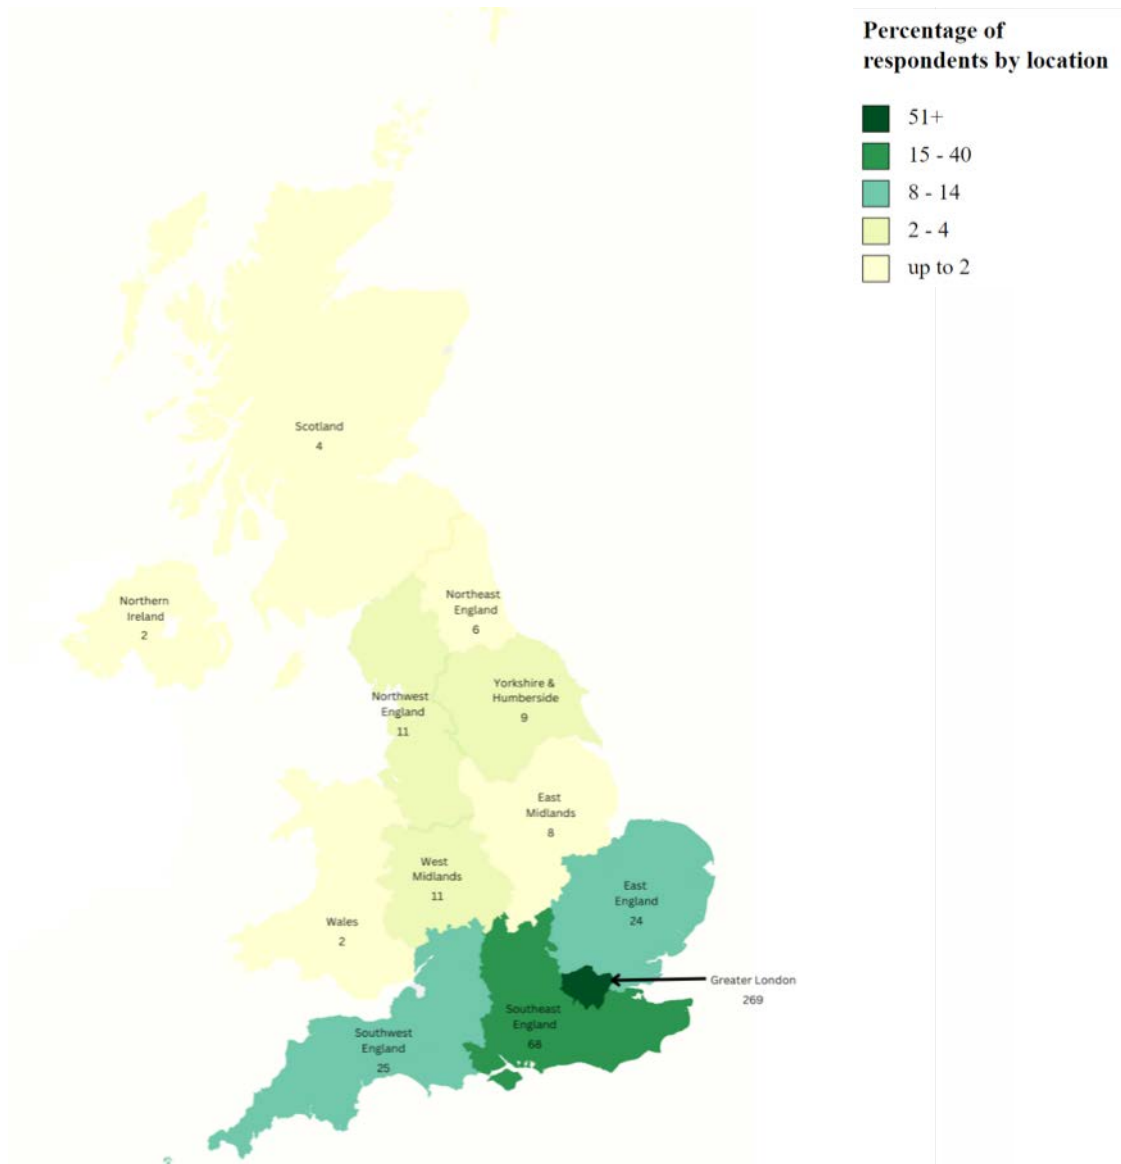 Percentage of
respondents by location
51+
15 - 40
8 - 14
2 - 4
up to 2
Scotland
4
Northern
Ireland
2
Northeast
England
6
Northwest
England
11
Yorkshire &
Humberside
9
East
Midlands
8
West
Midlands
11
East
England
24
Wales
2
Greater London
269
Southeast
England
68
Southwest
England
25